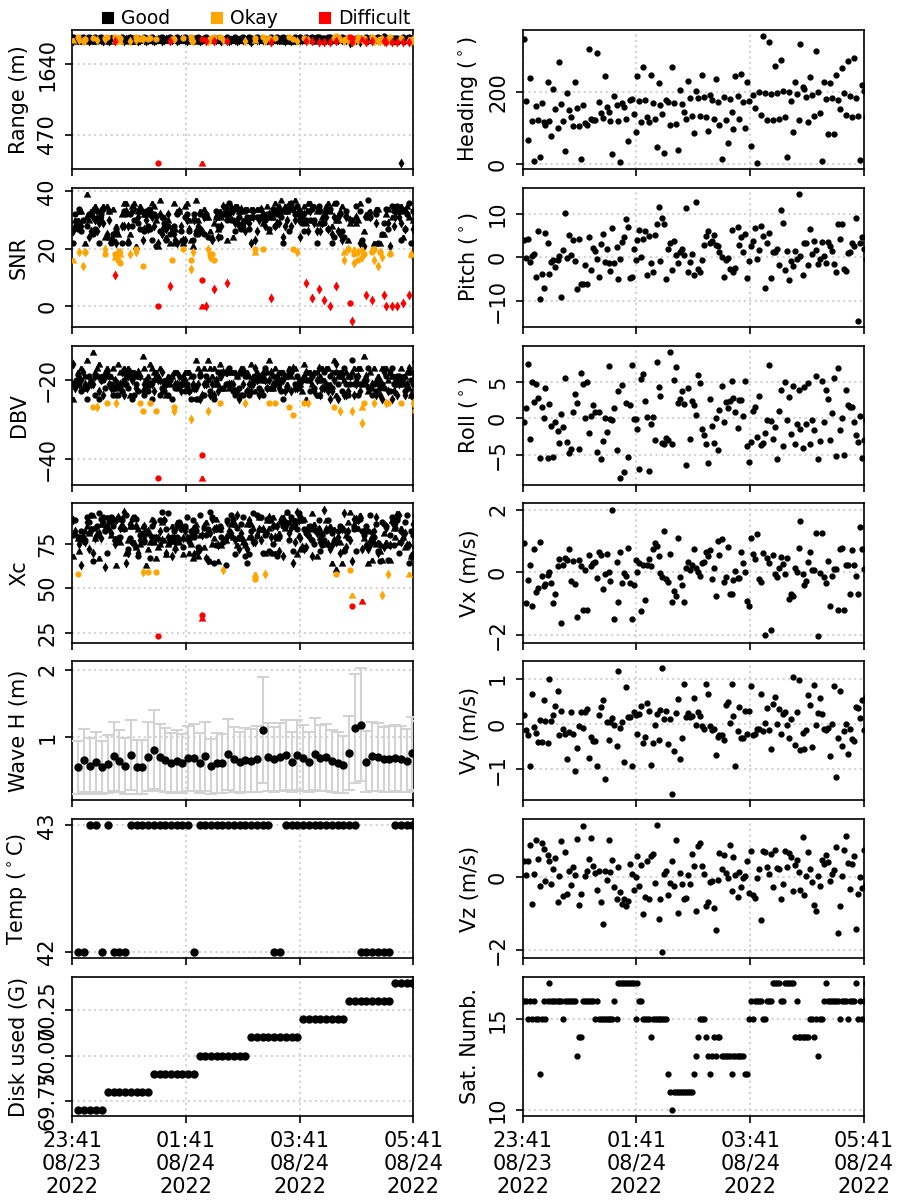 Good Okay Difficult
Range (m)
1640
470
Heading (°)
200
0
SNR
40
20
0
Pitch (°)
10
0
−10
DBV
−20
−40
Roll (°)
5
0
−5
Xc
75
50
25
Vx (m/s)
2
0
−2
Wave H (m)
2
1
Vy (m/s)
1
0
−1
Temp (°C)
43
42
Vz (m/s)
0
−2
Disk used (G)
70.25
70.00
69.75
Sat. Numb.
15
10
23:41 01:41 03:41 05:41
08/23 08/24 08/24 08/24
2022 2022 2022 2022
23:41 01:41 03:41 05:41
08/23 08/24 08/24 08/24
2022 2022 2022 2022